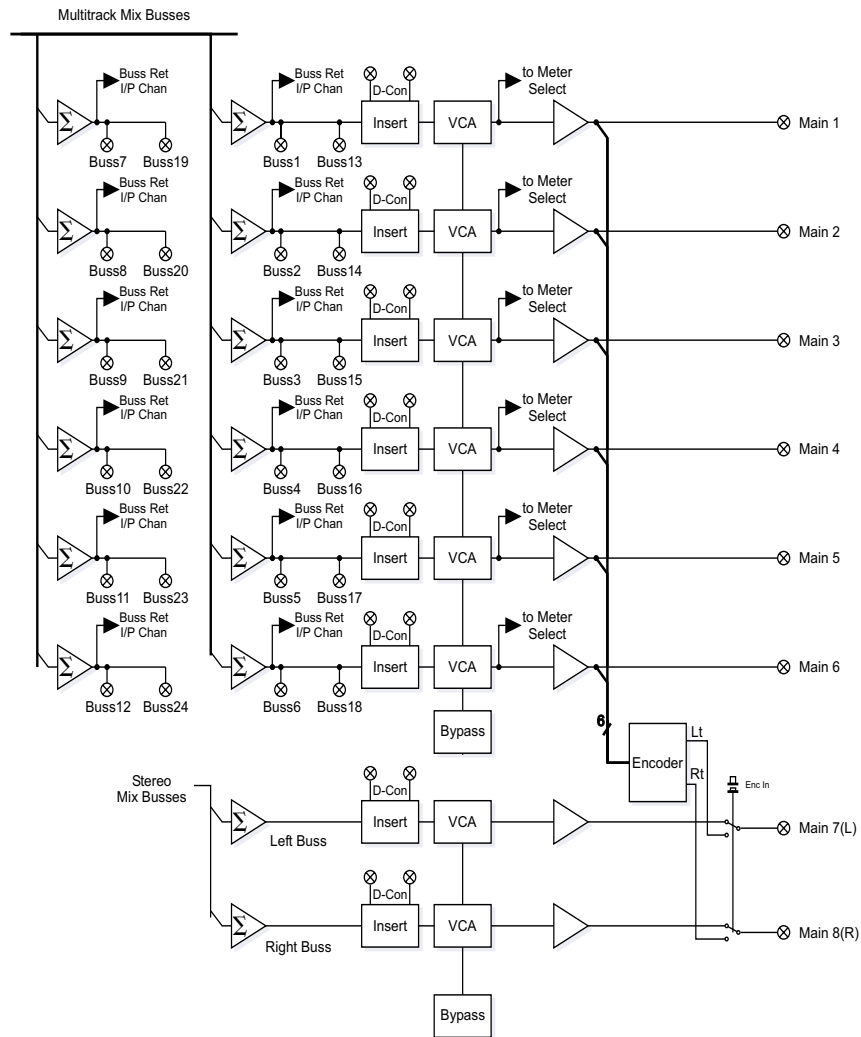 Multitrack Mix Busses
Buss Ret
I/P Chan
Buss Ret
I/P Chan
D-Con
to Meter
Select
Σ
Σ
Insert
VCA
Main 1
Buss7 Buss19
Buss1 Buss13
Buss Ret
I/P Chan
Buss Ret
I/P Chan
D-Con
to Meter
Select
Σ
Σ
Insert
VCA
Main 2
Buss8 Buss20
Buss2 Buss14
Buss Ret
I/P Chan
Buss Ret
I/P Chan
D-Con
to Meter
Select
Σ
Σ
Insert
VCA
Main 3
Buss9 Buss21
Buss3 Buss15
Buss Ret
I/P Chan
Buss Ret
I/P Chan
D-Con
to Meter
Select
Σ
Σ
Insert
VCA
Main 4
Buss10 Buss22
Buss4 Buss16
Buss Ret
I/P Chan
Buss Ret
I/P Chan
D-Con
to Meter
Select
Σ
Σ
Insert
VCA
Main 5
Buss11 Buss23
Buss5 Buss17
Buss Ret
I/P Chan
Buss Ret
I/P Chan
D-Con
to Meter
Select
Σ
Σ
Insert
VCA
Main 6
Buss12 Buss24
Buss6 Buss18
Bypass
6
Encoder
Lt
Rt
Enc In
Stereo
Mix Busses
D-Con
Σ
Left Buss
Insert
VCA
Main 7(L)
D-Con
Σ
Right Buss
Insert
VCA
Main 8(R)
Bypass